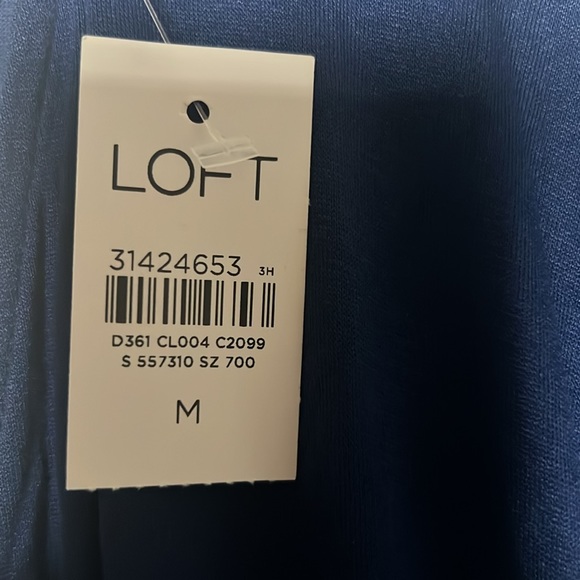 LOFT
31424653 3H
D361 CL004 C2099
S 557310 SZ 700
M